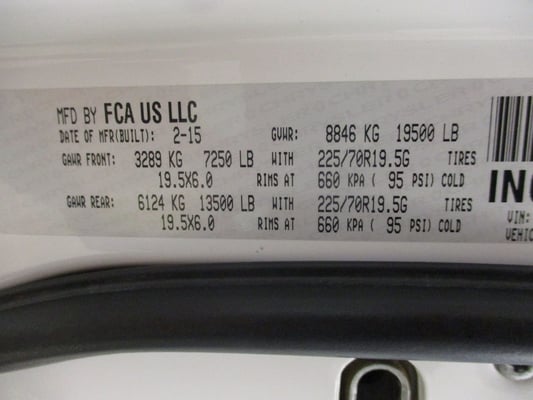 MFD BY FCA US LLC
DATE OF MFR(BUILT): 2-15 GVWR: 8846 KG 19500 LB
GAWR FRONT: 3289 KG 7250 LB WITH 225/70R19.5G TIRES
19.5X6.0 RIMS AT 660 KPA ( 95 PSI) COLD
GAWR REAR: 6124 KG 13500 LB WITH 225/70R19.5G TIRES
19.5X6.0 RIMS AT 660 KPA ( 95 PSI) COLD
VIN: